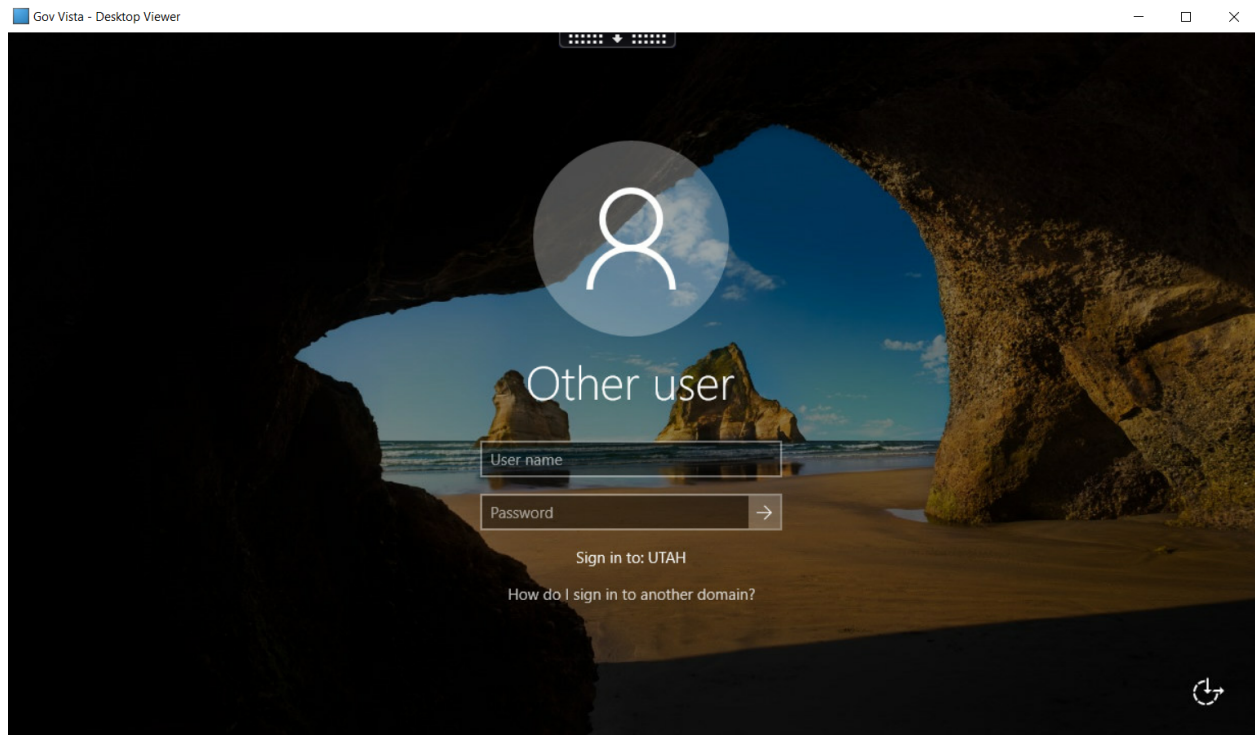 Gov Vista - Desktop Viewer
Other user
User name
Password
Sign in to: UTAH
How do I sign in to another domain?